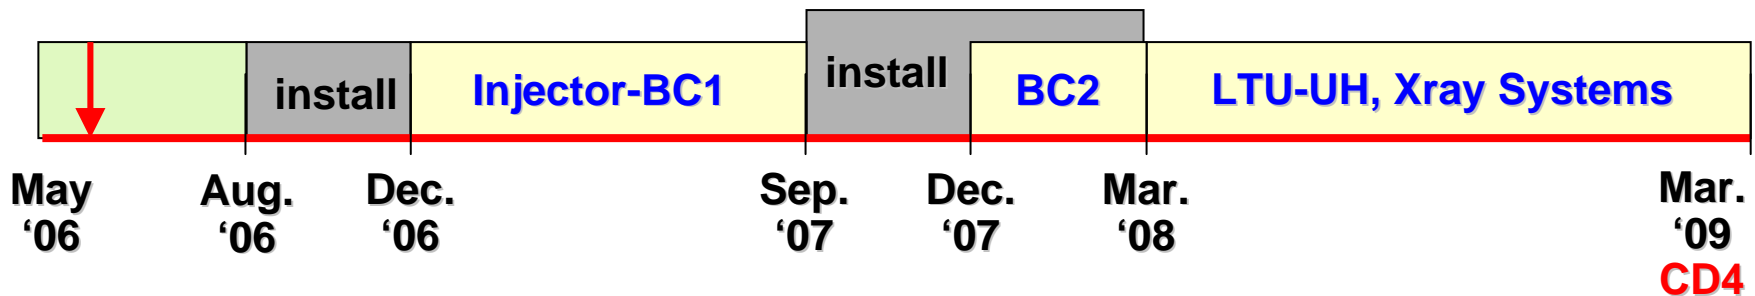 install
Injector-BC1
install
BC2
LTU-UH, Xray Systems
May
‘06
Aug.
‘06
Dec.
‘06
Sep.
‘07
Dec.
‘07
Mar.
‘08
Mar.
‘09
CD4